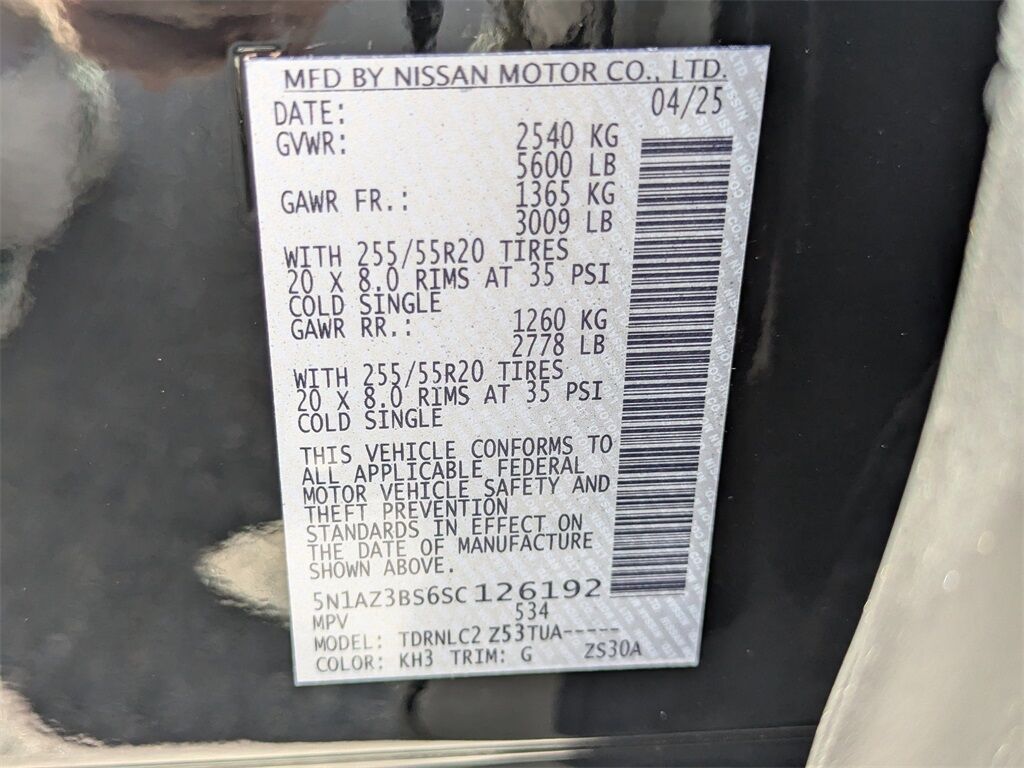 MFD BY NISSAN MOTOR CO., LTD.
DATE: 04/25
GVWR: 2540 KG
5600 LB
GAWR FR.: 1365 KG
3009 LB
WITH 255/55R20 TIRES
20 X 8.0 RIMS AT 35 PSI
COLD SINGLE
GAWR RR.: 1260 KG
2778 LB
WITH 255/55R20 TIRES
20 X 8.0 RIMS AT 35 PSI
COLD SINGLE
THIS VEHICLE CONFORMS TO
ALL APPLICABLE FEDERAL
MOTOR VEHICLE SAFETY AND
THEFT PREVENTION
STANDARDS IN EFFECT ON
THE DATE OF MANUFACTURE
SHOWN ABOVE.
5N1AZ3BS6SC126192
MPV 534
MODEL: TDRNLC2 Z53TUA-----
COLOR: KH3 TRIM: G ZS30A